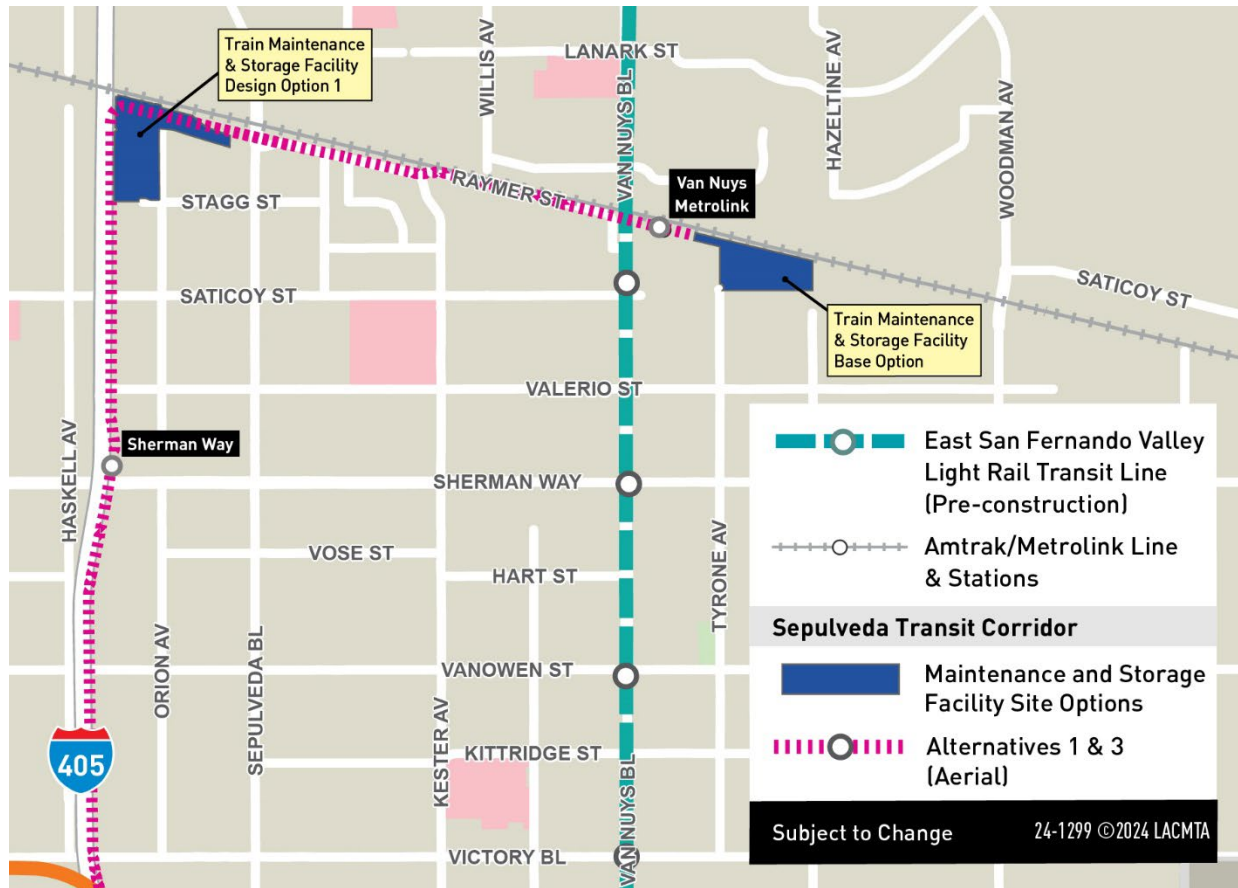 Train Maintenance
& Storage Facility
Design Option 1
LANARK ST
WILLIS AV
VAN NUYS BL
HAZELTINE AV
WOODMAN AV
STAGG ST
RAYMER ST
Van Nuys
Metrolink
SATICOY ST
SATICOY ST
Train Maintenance
& Storage Facility
Base Option
VALERIO ST
HASKELL AV
Sherman Way
SHERMAN WAY
VOSE ST
HART ST
TYRONE AV
ORION AV
SEPULVEDA BL
VANOWEN ST
KESTER AV
KITTRIDGE ST
405
VAN NUYS BL
VICTORY BL
East San Fernando Valley
Light Rail Transit Line
(Pre-construction)
Amtrak/Metrolink Line
& Stations
Sepulveda Transit Corridor
Maintenance and Storage
Facility Site Options
Alternatives 1 & 3
(Aerial)
Subject to Change
24-1299 ©2024 LACMTA